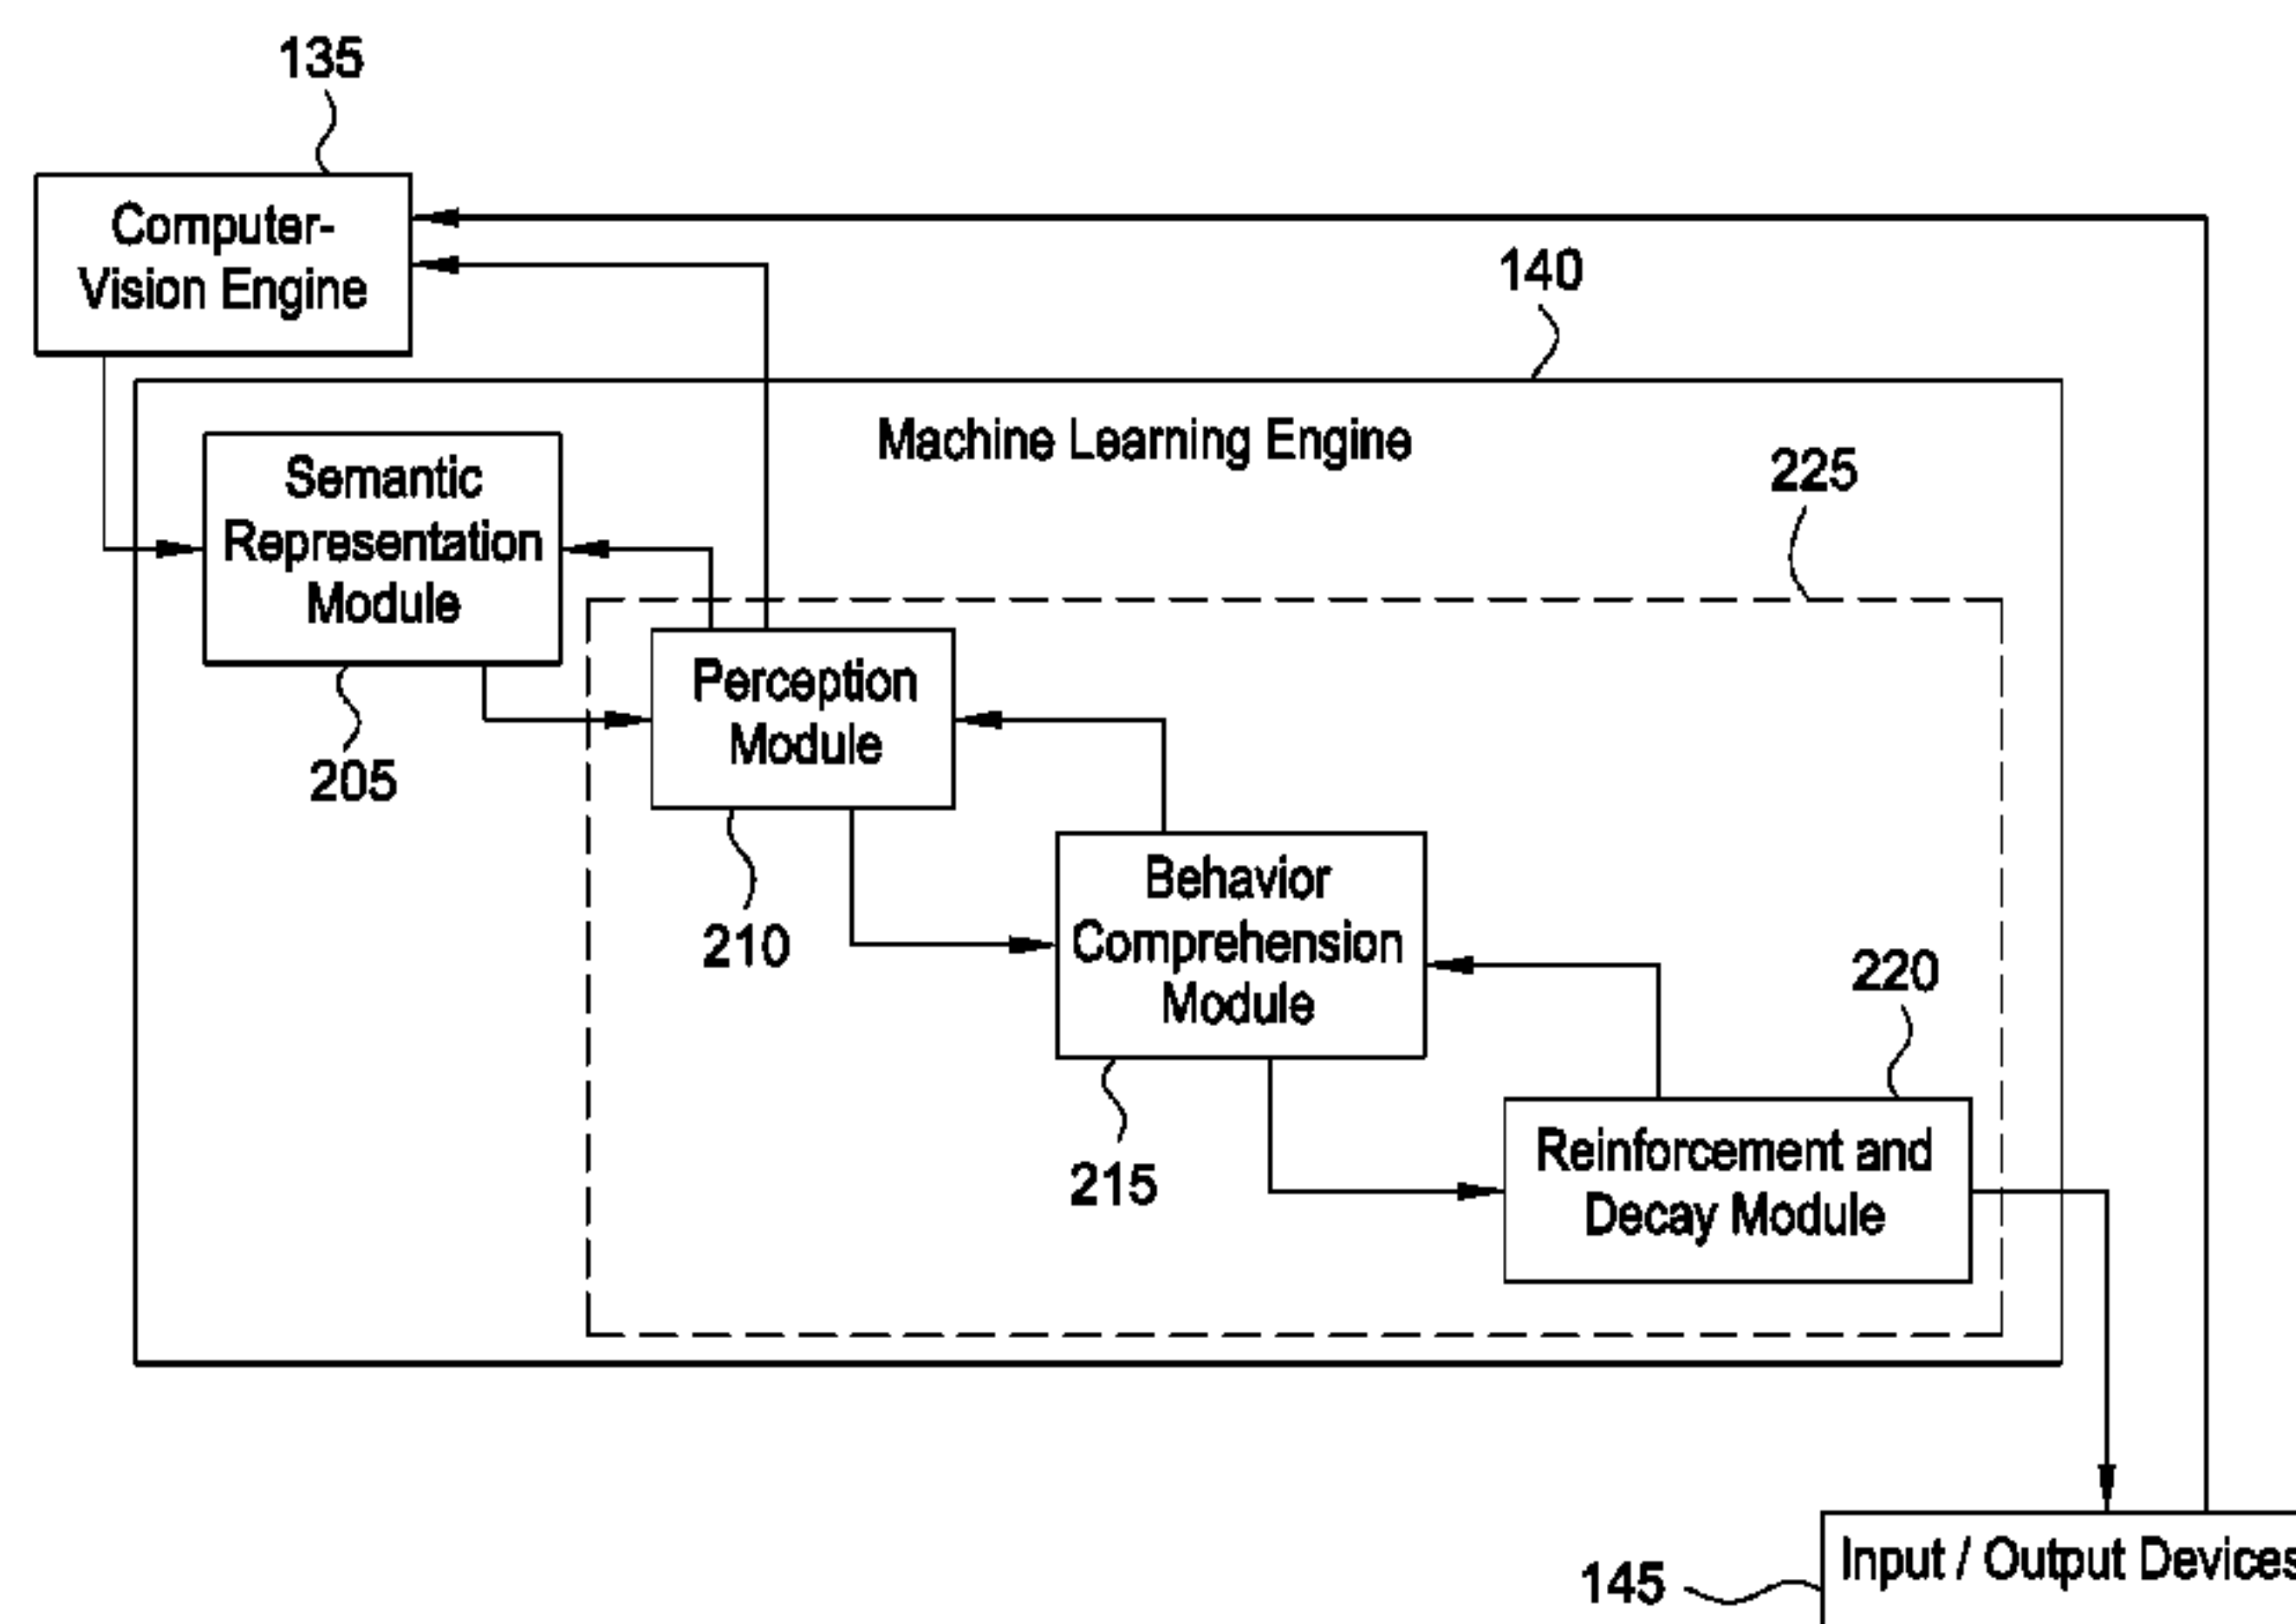 135
Computer-
Vision Engine
140
Machine Learning Engine
225
Semantic
Representation
Module
205
Perception
Module
210
Behavior
Comprehension
Module
215
220
Reinforcement and
Decay Module
145
Input / Output Devices